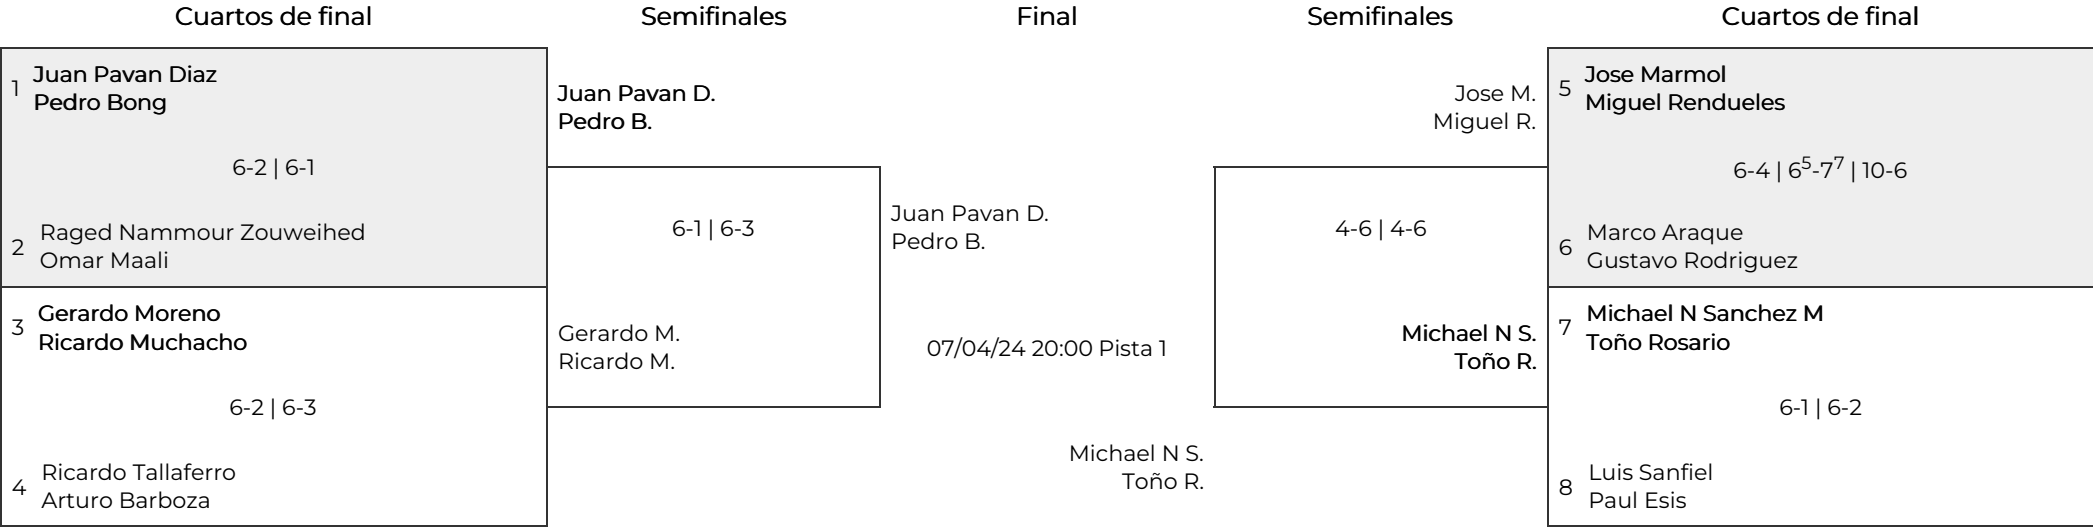 Cuartos de final
Semifinales
Final
Semifinales
Cuartos de final
1
Juan Pavan Diaz
Pedro Bong
6-2 | 6-1
2
Raged Nammour Zouweihed
Omar Maali
3
Gerardo Moreno
Ricardo Muchacho
6-2 | 6-3
4
Ricardo Tallaferro
Arturo Barboza
Juan Pavan D.
Pedro B.
6-1 | 6-3
Gerardo M.
Ricardo M.
Juan Pavan D.
Pedro B.
07/04/24 20:00 Pista 1
Michael N S.
Toño R.
Jose M.
Miguel R.
4-6 | 4-6
Michael N S.
Toño R.
5
Jose Marmol
Miguel Rendueles
6-4 | 6⁵-7⁷ | 10-6
6
Marco Araque
Gustavo Rodriguez
7
Michael N Sanchez M
Toño Rosario
6-1 | 6-2
8
Luis Sanfiel
Paul Esis